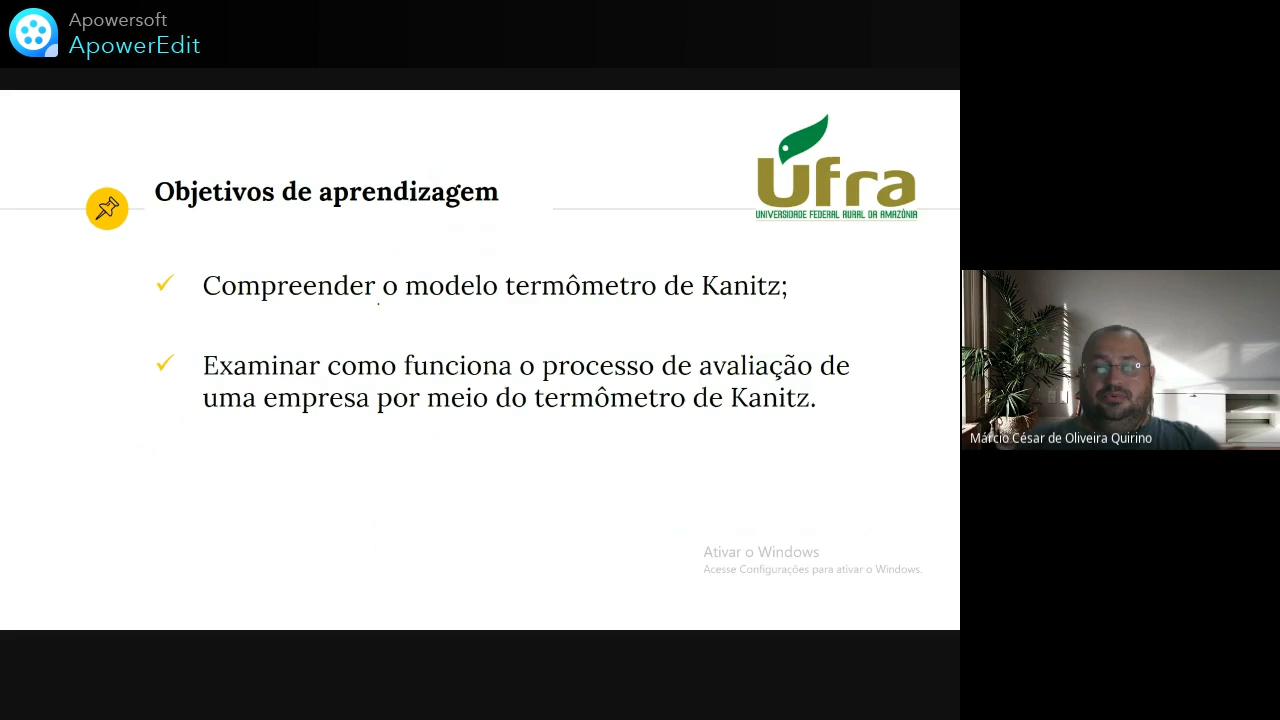 Apowersoft
ApowerEdit
Objetivos de aprendizagem
Ufra
UNIVERSIDADE FEDERAL RURAL DA AMAZÔNIA
Compreender o modelo termômetro de Kanitz;
Examinar como funciona o processo de avaliação de
uma empresa por meio do termômetro de Kanitz.
Márcio César de Oliveira Quirino
Ativar o Windows
Acesse Configurações para ativar o Windows.